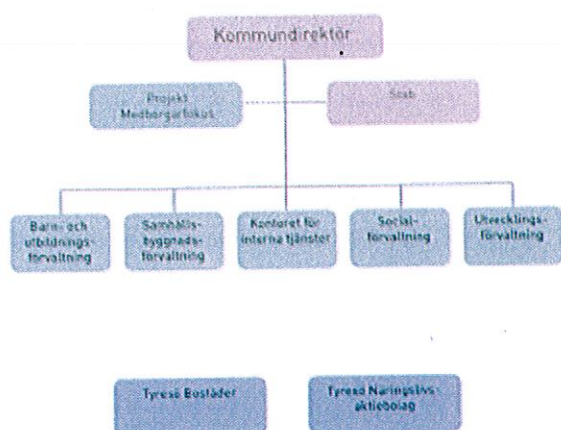 Kommundirektör
Projekt
Medborgarfokus
Stab
Barn- och
utbildnings-
förvaltning
Samhälls-
byggnads-
förvaltning
Kontoret för
interna tjänster
Social-
förvaltning
Utvecklings-
förvaltning
Tyresö Bostäder
Tyresö Näringslivs-
aktiebolag